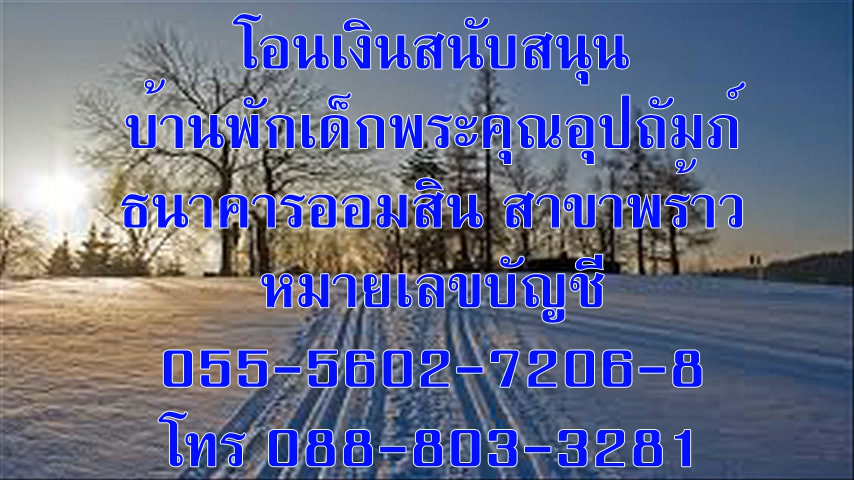 โอนเงินสนับสนุน
บ้านพักเด็กพระคุณอุปถัมภ์
ธนาคารออมสิน สาขาพร้าว
หมายเลขบัญชี
055-5602-7206-8
โทร 088-803-3281